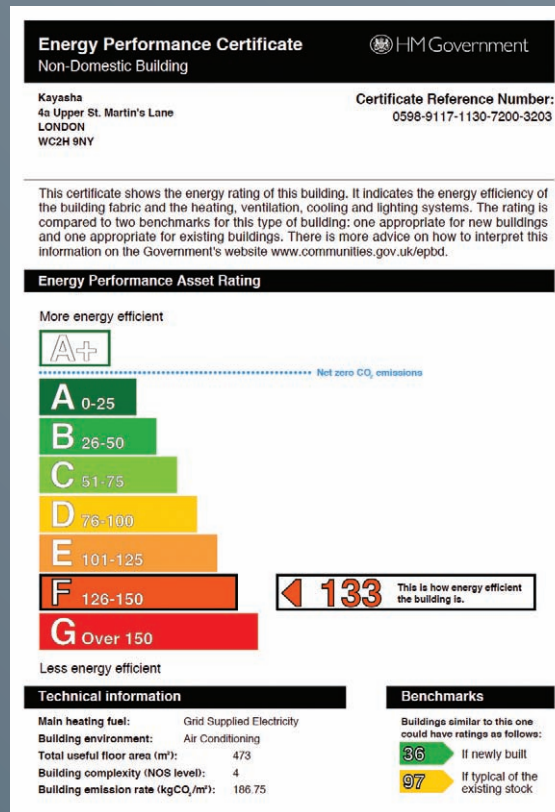 Energy Performance Certificate
HM Government
Non-Domestic Building
Kayasha
4a Upper St. Martin's Lane
LONDON
WC2H 9NY
Certificate Reference Number:
0598-9117-1130-7200-3203
This certificate shows the energy rating of this building. It indicates the energy efficiency of
the building fabric and the heating, ventilation, cooling and lighting systems. The rating is
compared to two benchmarks for this type of building: one appropriate for new buildings
and one appropriate for existing buildings. There is more advice on how to interpret this
information on the Government's website www.communities.gov.uk/epbd.
Energy Performance Asset Rating
More energy efficient
A+
Net zero CO₂ emissions
A 0-25
B 26-50
C 51-75
D 76-100
E 101-125
F 126-150
133 This is how energy efficient
the building is.
G Over 150
Less energy efficient
Technical information
Main heating fuel: Grid Supplied Electricity
Building environment: Air Conditioning
Total useful floor area (m²): 473
Building complexity (NOS level): 4
Building emission rate (kgCO₂/m²): 186.75
Benchmarks
Buildings similar to this one
could have ratings as follows:
36 If newly built
97 If typical of the
existing stock